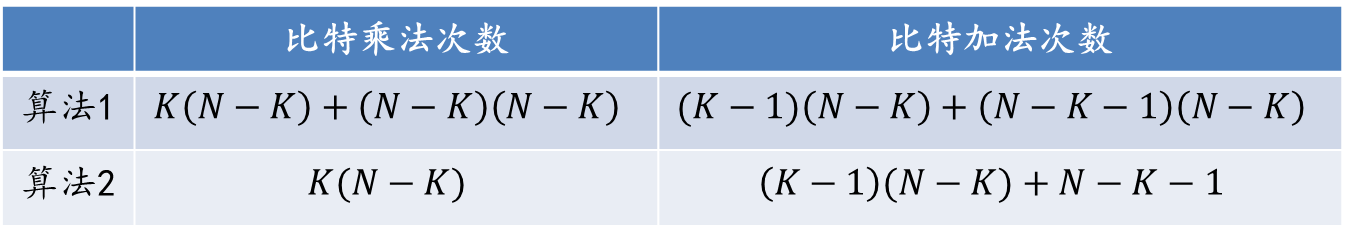 比特乘法次数 比特加法次数
算法1 K(N − K) + (N − K)(N − K) (K − 1)(N − K) + (N − K − 1)(N − K)
算法2 K(N − K) (K − 1)(N − K) + N − K − 1